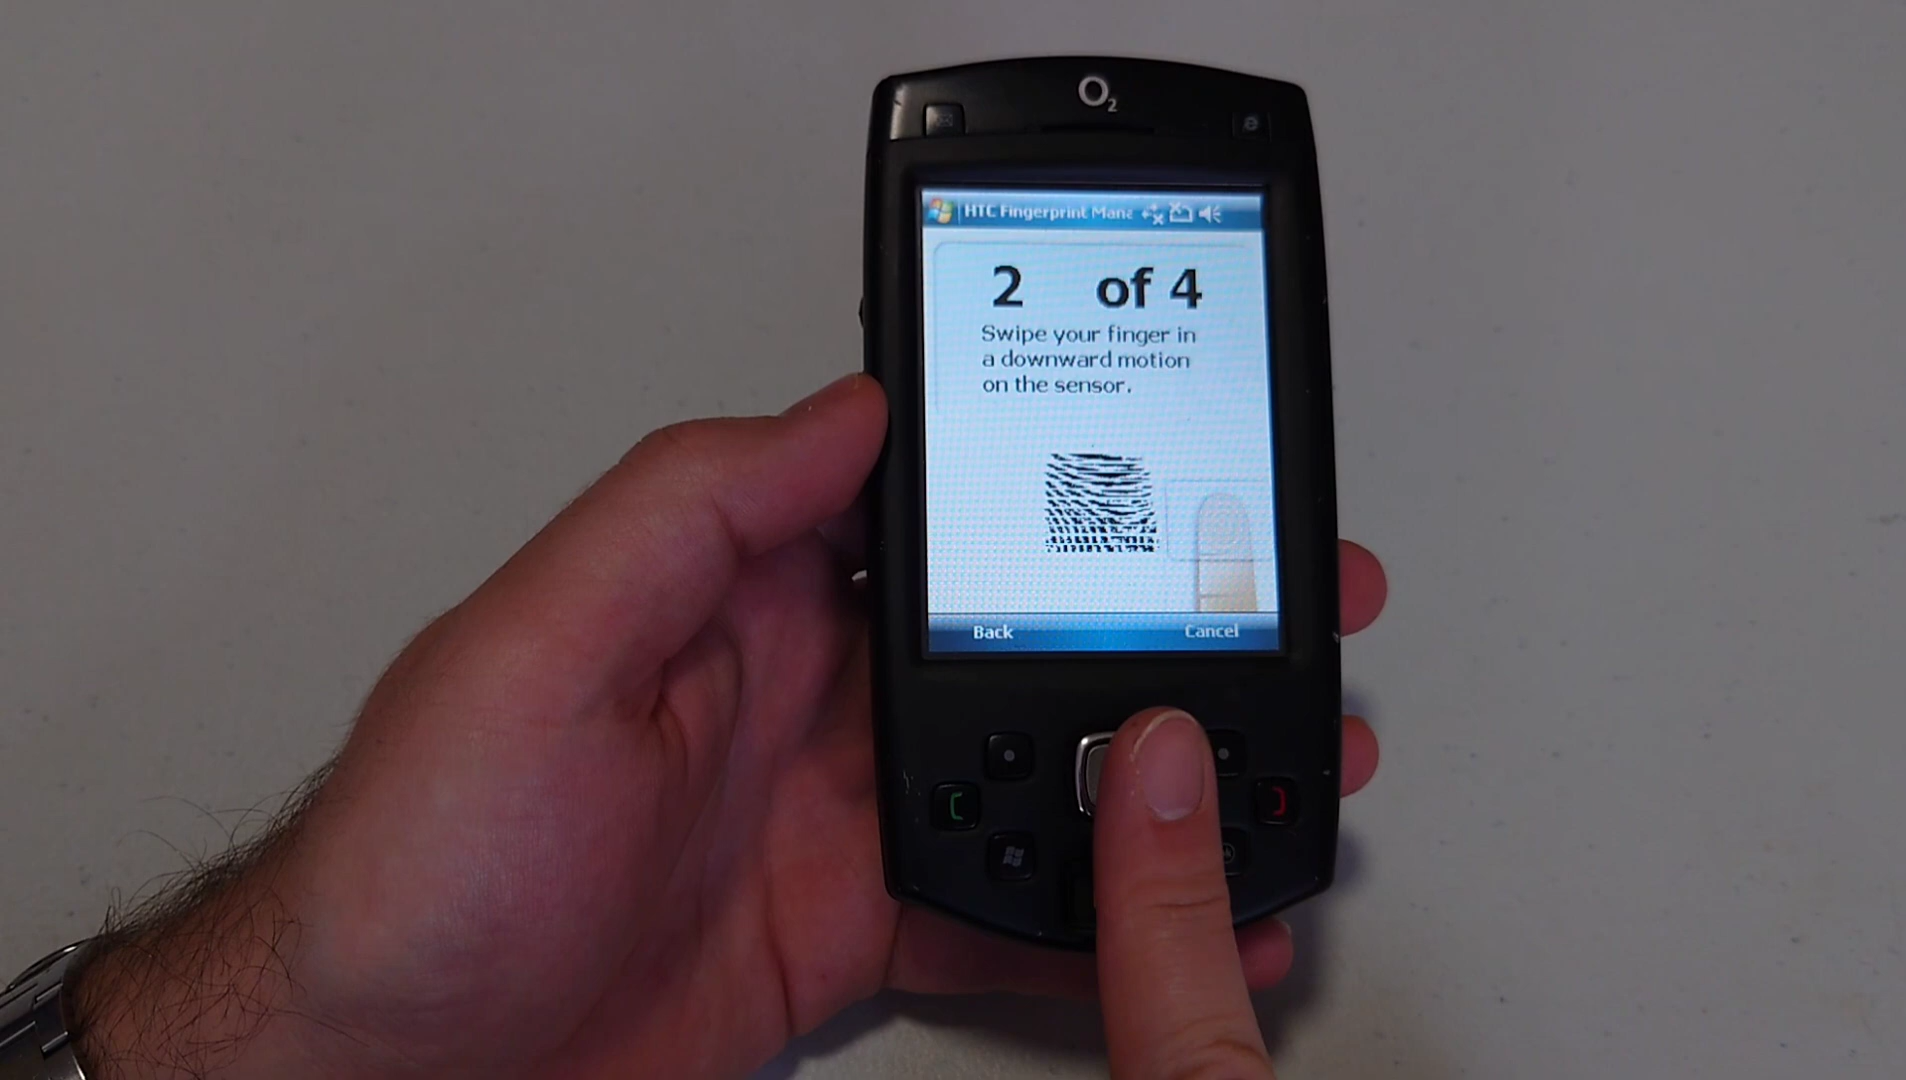 O2
HTC Fingerprint Mana
2 of 4
Swipe your finger in
a downward motion
on the sensor.
Back
Cancel